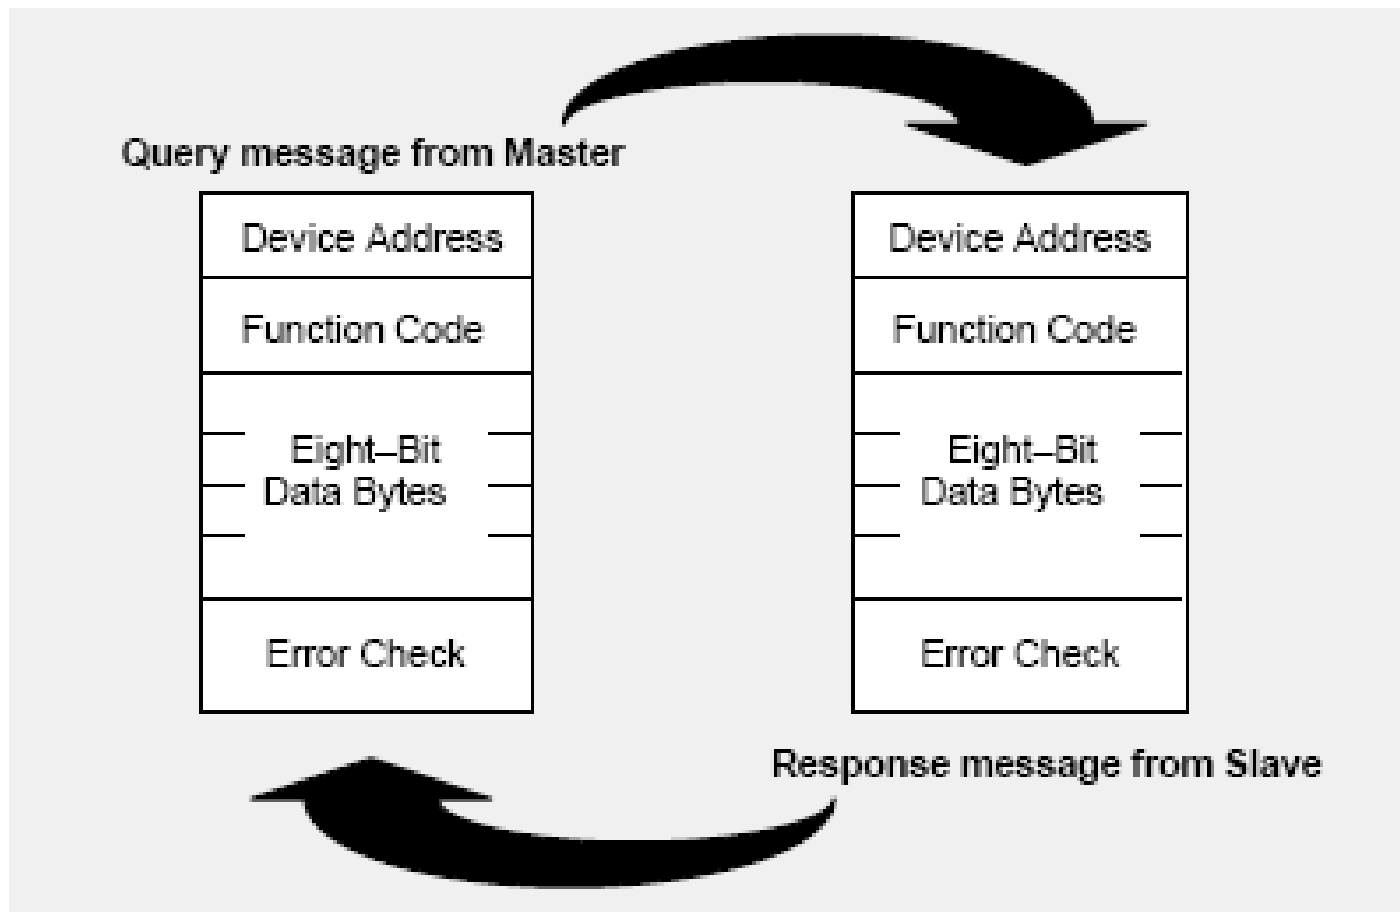 Query message from Master
Device Address
Function Code
Eight–Bit
Data Bytes
Error Check
Device Address
Function Code
Eight–Bit
Data Bytes
Error Check
Response message from Slave